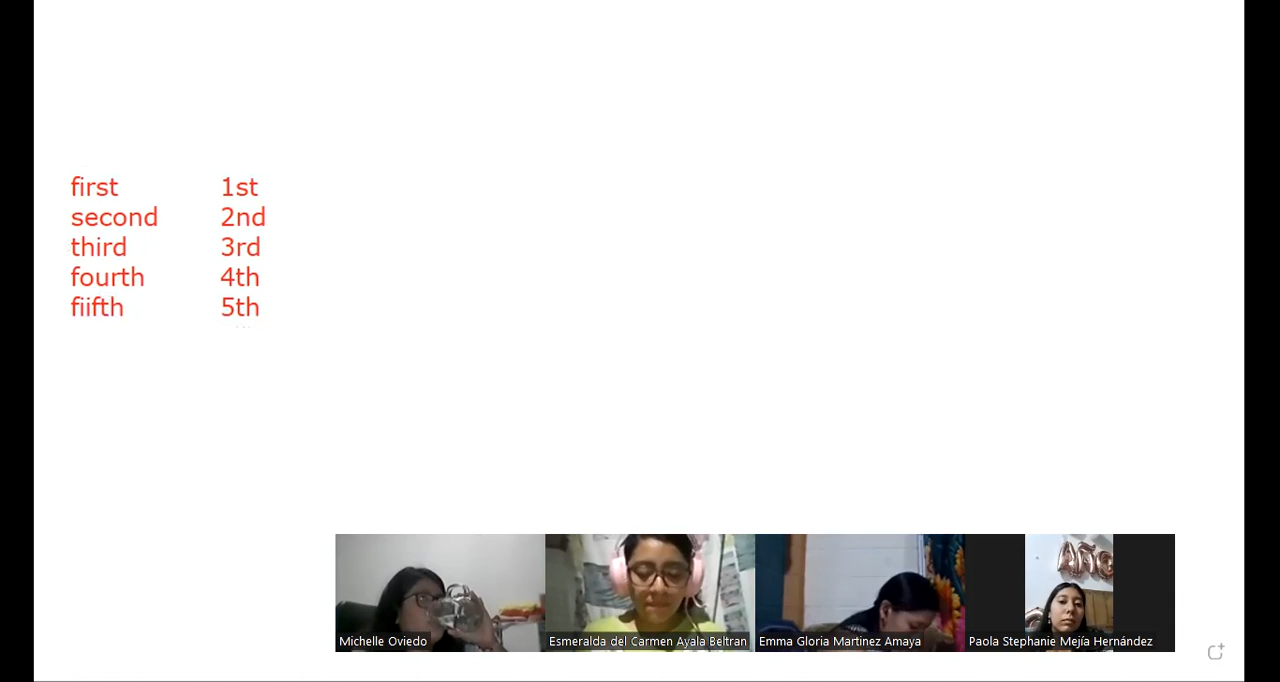 first 1st
second 2nd
third 3rd
fourth 4th
fiifth 5th
AÑO
Michelle Oviedo
Esmeralda del Carmen Ayala Beltran
Emma Gloria Martinez Amaya
Paola Stephanie Mejía Hernández